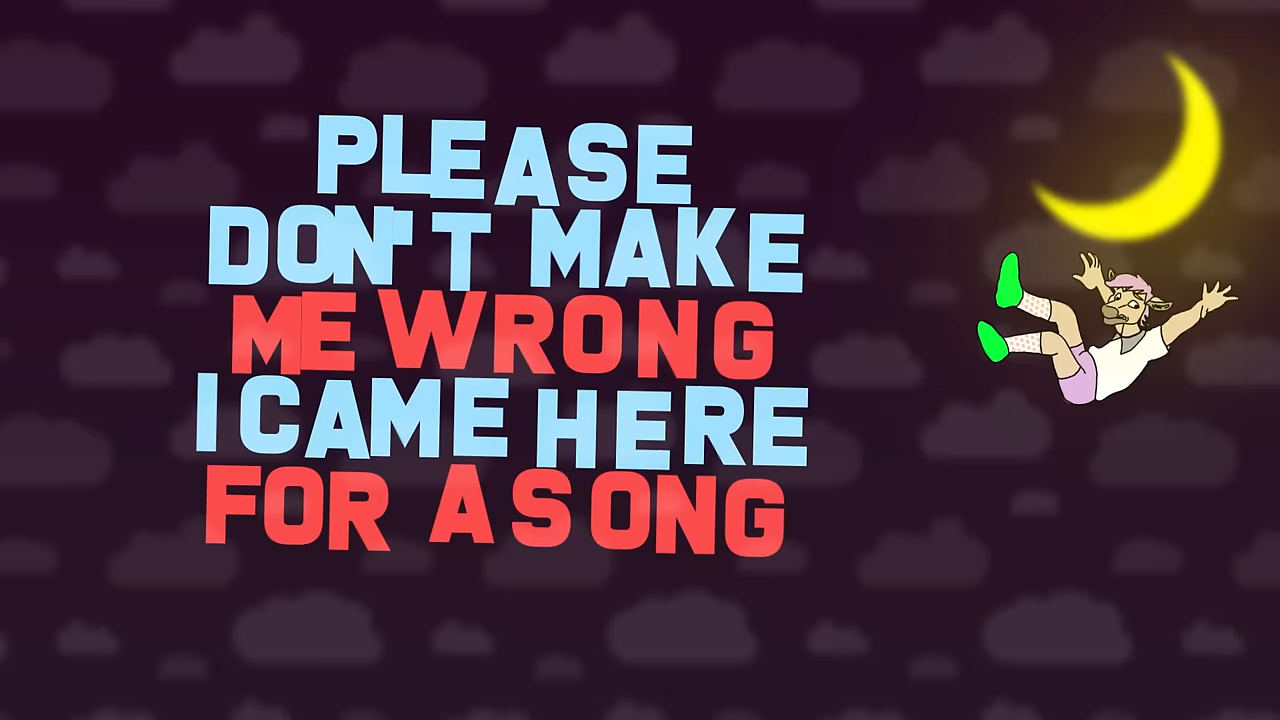 PLEASE
DON'T MAKE
ME WRONG
I CAME HERE
FOR A SONG